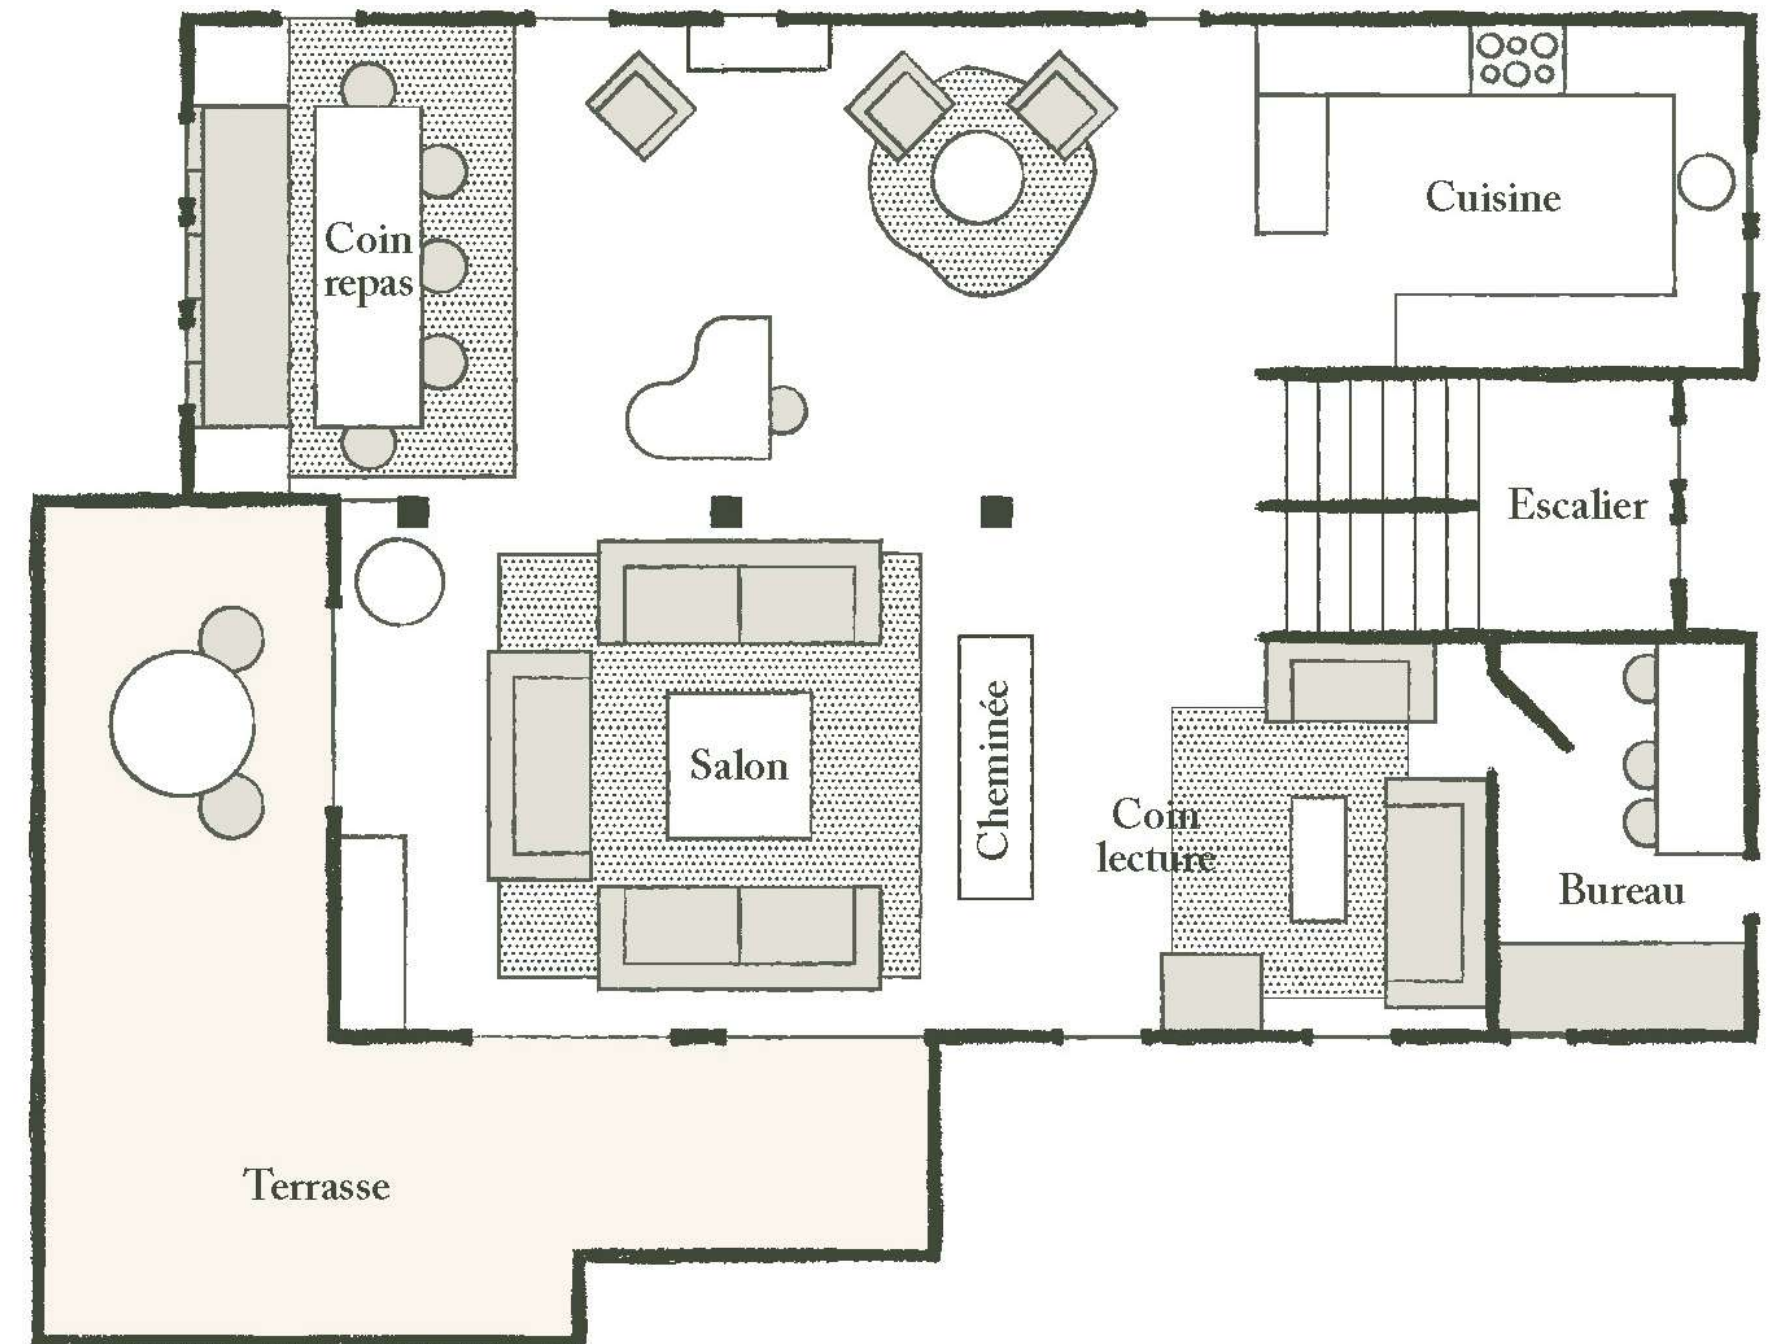 Cuisine
Coin
repas
Escalier
Salon
Cheminée
Coin
lecture
Bureau
Terrasse